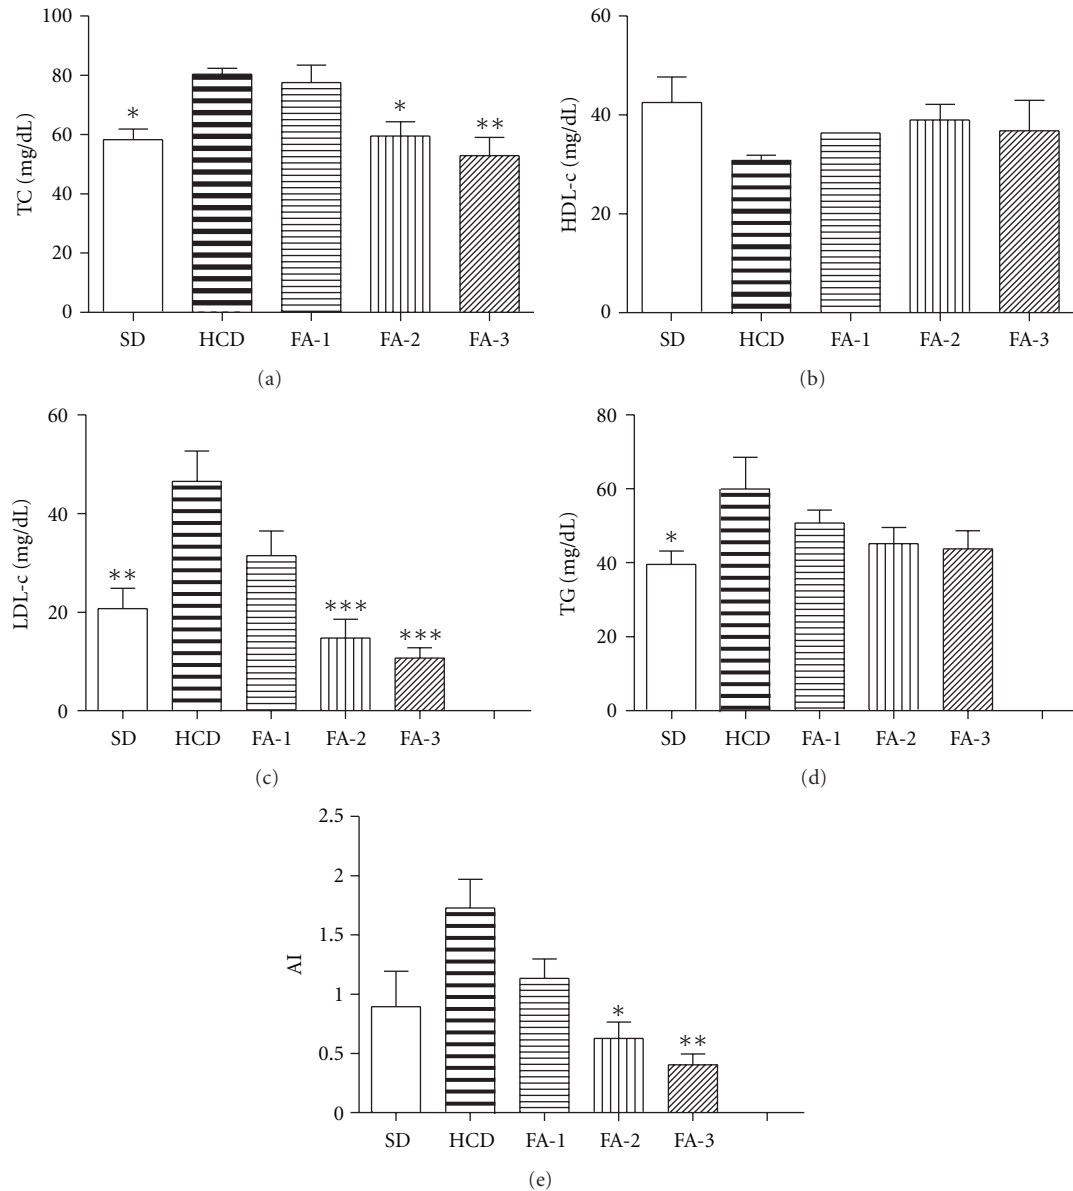 100
80
60
40
20
0
TC (mg/dL)
*
*
**
SD HCD FA-1 FA-2 FA-3
(a)
60
40
20
0
HDL-c (mg/dL)
SD HCD FA-1 FA-2 FA-3
(b)
60
40
20
0
LDL-c (mg/dL)
**
***
***
SD HCD FA-1 FA-2 FA-3
(c)
80
60
40
20
0
TG (mg/dL)
*
SD HCD FA-1 FA-2 FA-3
(d)
2.5
2
1.5
1
0.5
0
AI
*
**
SD HCD FA-1 FA-2 FA-3
(e)